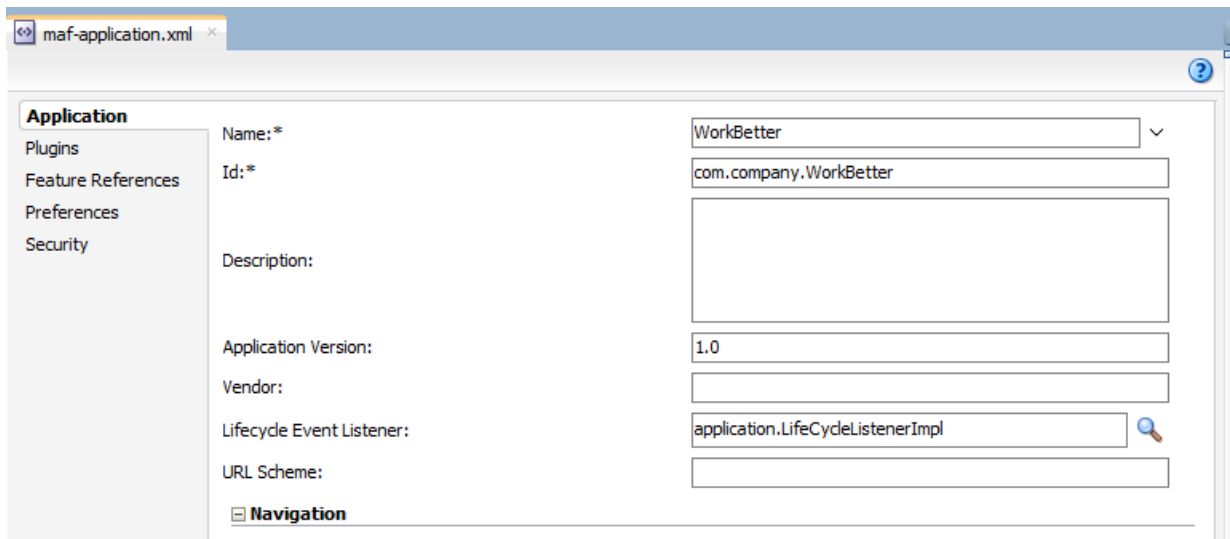 maf-application.xml
Application
Plugins
Feature References
Preferences
Security
Name:*
WorkBetter
Id:*
com.company.WorkBetter
Description:
Application Version:
1.0
Vendor:
Lifecycle Event Listener:
application.LifeCycleListenerImpl
URL Scheme:
Navigation